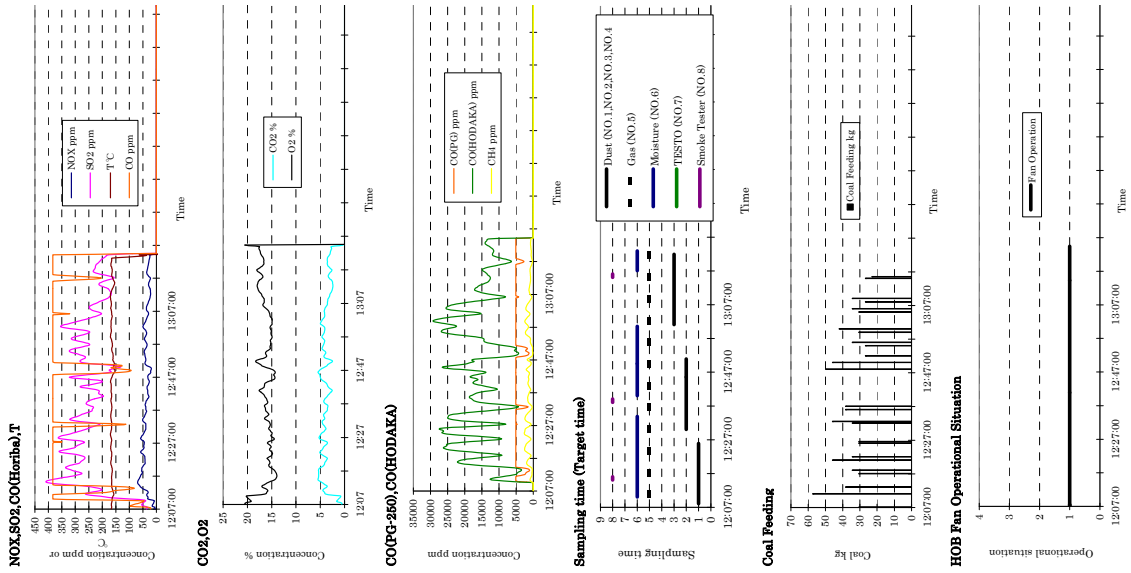 NOX,SO2,CO(Horiba),T
450
400
350
300
250
200
150
100
50
0
Concentration ppm or
℃
12:07:00
12:27:00
12:47:00
13:07:00
Time
NOX ppm
SO2 ppm
T ℃
CO ppm
CO2,O2
25
20
15
10
5
0
Concentration %
12:07
12:27
12:47
13:07
Time
CO2 %
O2 %
CO(PG-250),CO(HODAKA)
35000
30000
25000
20000
15000
10000
5000
0
Concentration ppm
12:07:00
12:27:00
12:47:00
13:07:00
Time
CO(PG) ppm
CO(HODAKA) ppm
CH4 ppm
Sampling time (Target time)
9
8
7
6
5
4
3
2
1
0
Sampling time
12:07:00
12:27:00
12:47:00
13:07:00
Time
Dust (NO.1,NO.2,NO.3,NO.4
Gas (NO.5)
Moisture (NO.6)
TESTO (NO.7)
Smoke Tester (NO.8)
Coal Feeding
70
60
50
40
30
20
10
0
Coal kg
12:07:00
12:27:00
12:47:00
13:07:00
Time
Coal Feeding kg
HOB Fan Operational Situation
4
3
2
1
0
Operational situation
12:07:00
12:27:00
12:47:00
13:07:00
Time
Fan Operation